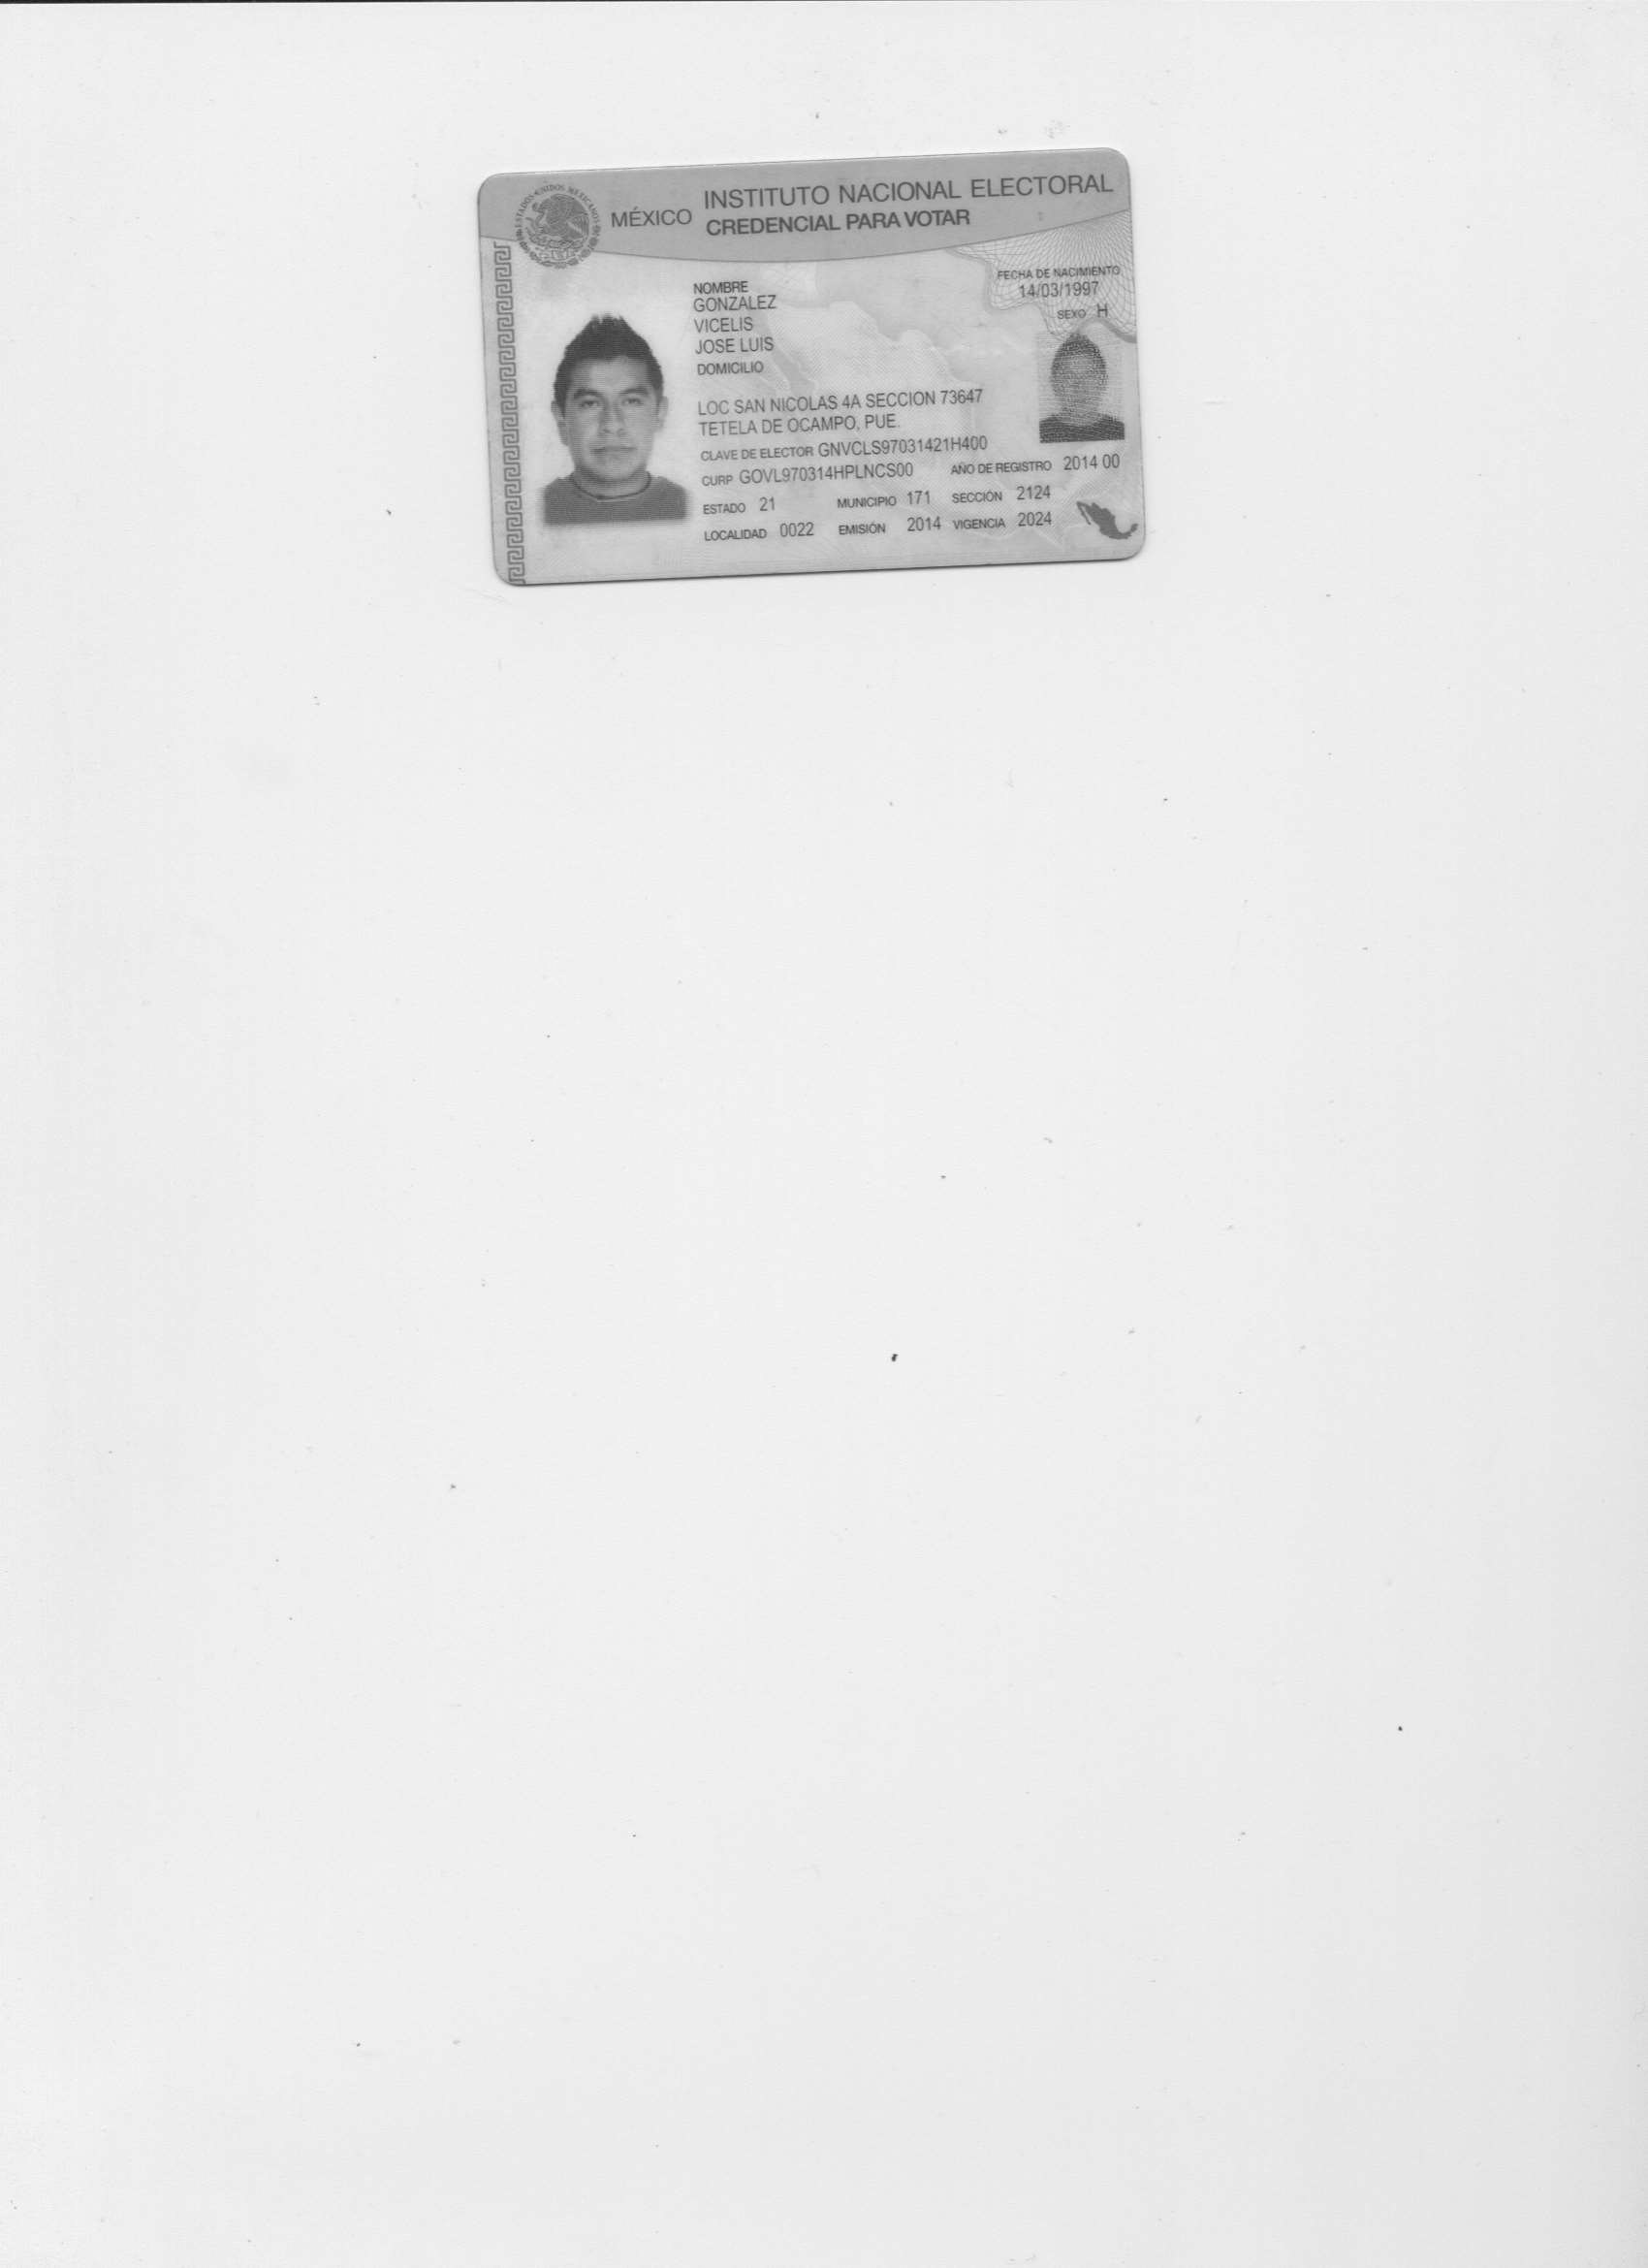 ESTADOS UNIDOS MEXICANOS
MÉXICO
INSTITUTO NACIONAL ELECTORAL
CREDENCIAL PARA VOTAR
NOMBRE
GONZALEZ
VICELIS
JOSE LUIS
FECHA DE NACIMIENTO
14/03/1997
SEXO H
DOMICILIO
LOC SAN NICOLAS 4A SECCION 73647
TETELA DE OCAMPO, PUE.
CLAVE DE ELECTOR GNVCLS97031421H400
CURP GOVL970314HPLNCS00 AÑO DE REGISTRO 2014 00
ESTADO 21 MUNICIPIO 171 SECCIÓN 2124
LOCALIDAD 0022 EMISIÓN 2014 VIGENCIA 2024